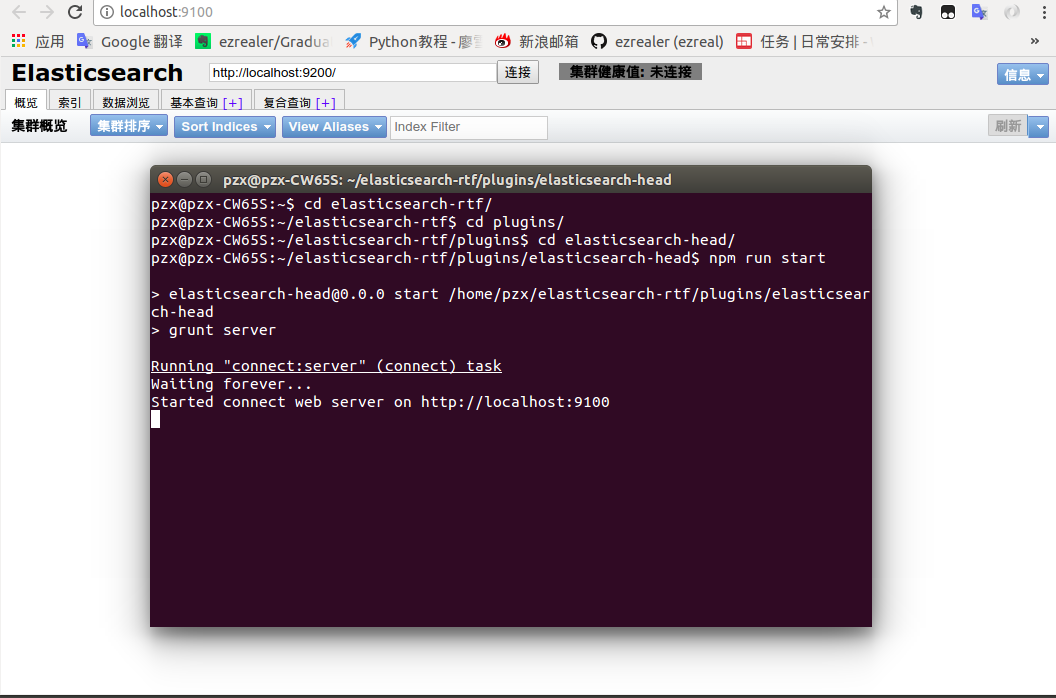 localhost:9100
应用 Google 翻译 ezrealer/Gradua Python教程 - 廖 新浪邮箱 ezrealer (ezreal) 任务 | 日常安排 - »
Elasticsearch http://localhost:9200/ 连接 集群健康值: 未连接 信息
概览 索引 数据浏览 基本查询 [+] 复合查询 [+]
集群概览 集群排序 Sort Indices View Aliases Index Filter 刷新
pzx@pzx-CW65S: ~/elasticsearch-rtf/plugins/elasticsearch-head
pzx@pzx-CW65S:~$ cd elasticsearch-rtf/
pzx@pzx-CW65S:~/elasticsearch-rtf$ cd plugins/
pzx@pzx-CW65S:~/elasticsearch-rtf/plugins$ cd elasticsearch-head/
pzx@pzx-CW65S:~/elasticsearch-rtf/plugins/elasticsearch-head$ npm run start
> elasticsearch-head@0.0.0 start /home/pzx/elasticsearch-rtf/plugins/elasticsear
ch-head
> grunt server
Running "connect:server" (connect) task
Waiting forever...
Started connect web server on http://localhost:9100